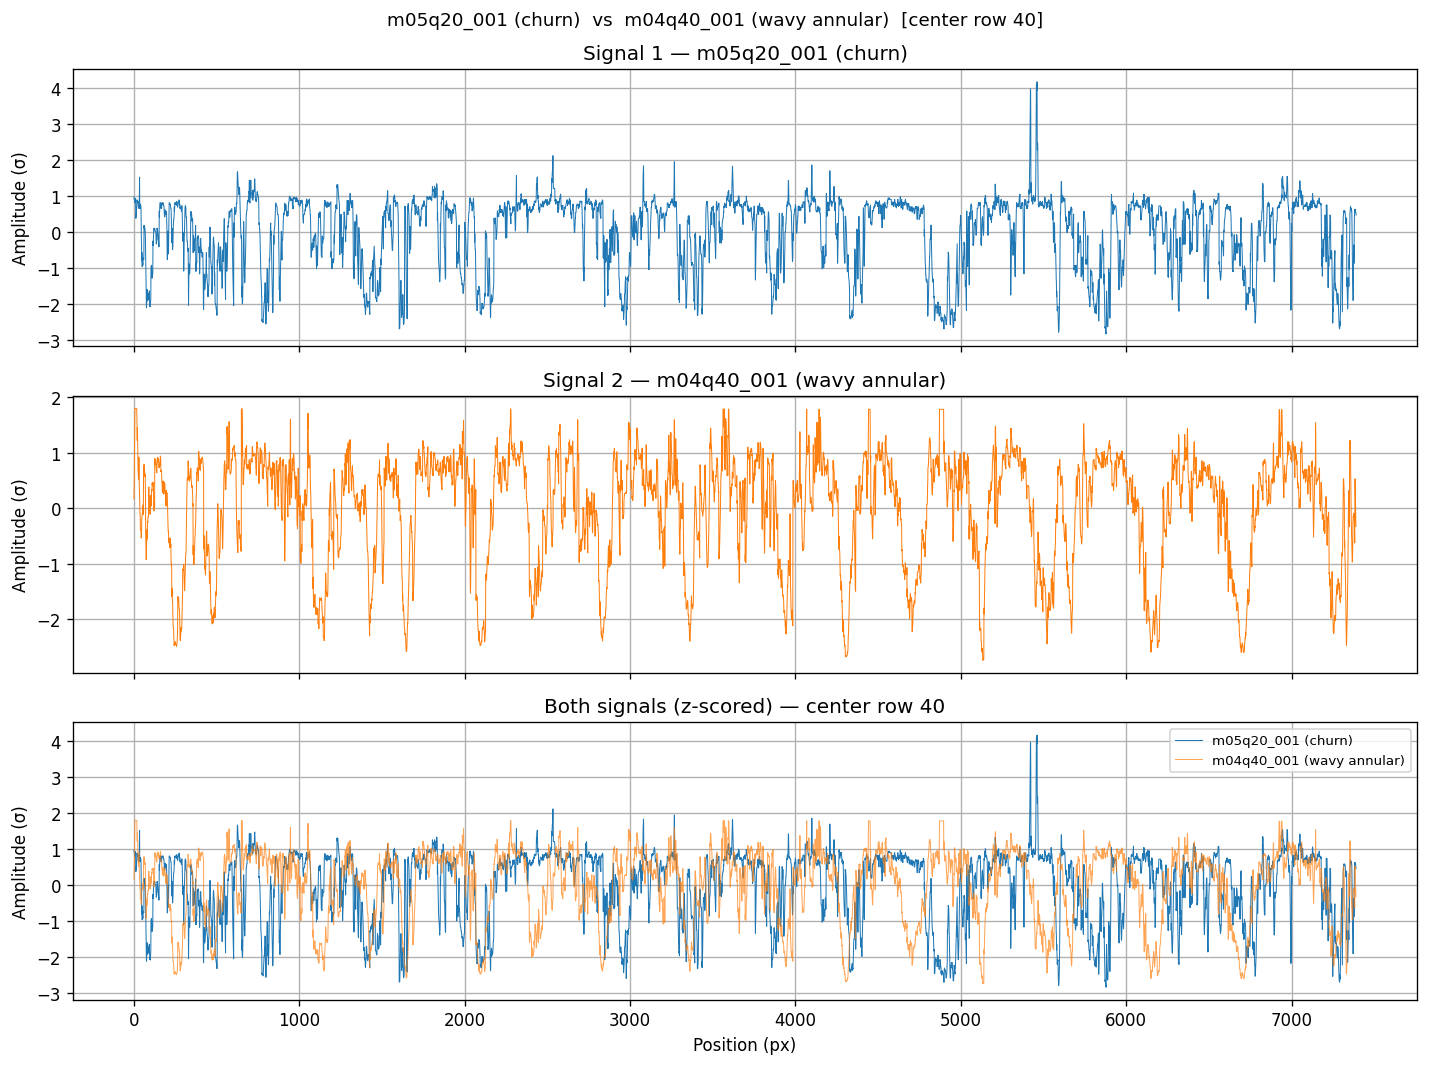 m05q20_001 (churn)  vs  m04q40_001 (wavy annular)  [center row 40]
Signal 1 — m05q20_001 (churn)
Amplitude (σ)
4
3
2
1
0
−1
−2
−3
Signal 2 — m04q40_001 (wavy annular)
Amplitude (σ)
2
1
0
−1
−2
Both signals (z-scored) — center row 40
Amplitude (σ)
4
3
2
1
0
−1
−2
−3
m05q20_001 (churn)
m04q40_001 (wavy annular)
0 1000 2000 3000 4000 5000 6000 7000
Position (px)